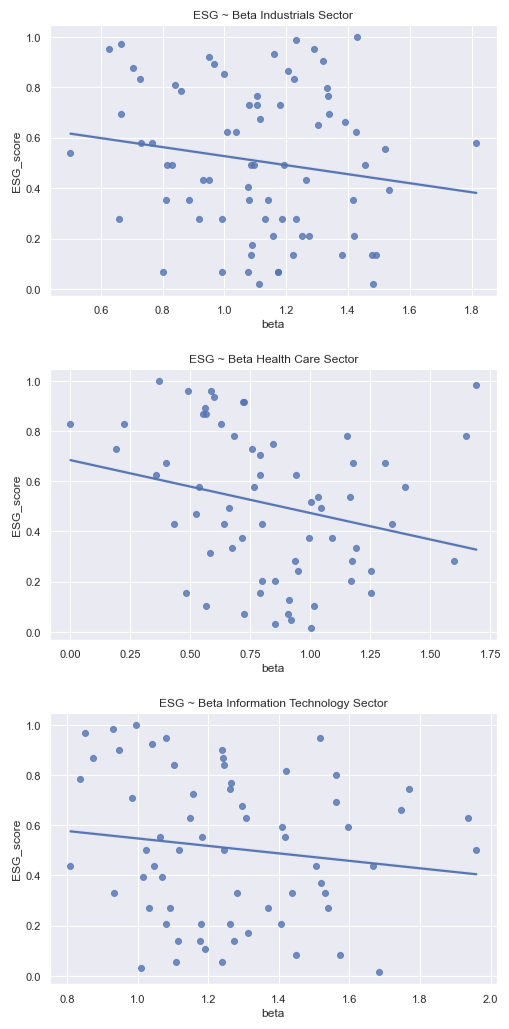 ESG ~ Beta Industrials Sector
1.0
0.8
0.6
0.4
0.2
0.0
ESG_score
0.6 0.8 1.0 1.2 1.4 1.6 1.8
beta
ESG ~ Beta Health Care Sector
1.0
0.8
0.6
0.4
0.2
0.0
ESG_score
0.00 0.25 0.50 0.75 1.00 1.25 1.50 1.75
beta
ESG ~ Beta Information Technology Sector
1.0
0.8
0.6
0.4
0.2
0.0
ESG_score
0.8 1.0 1.2 1.4 1.6 1.8 2.0
beta